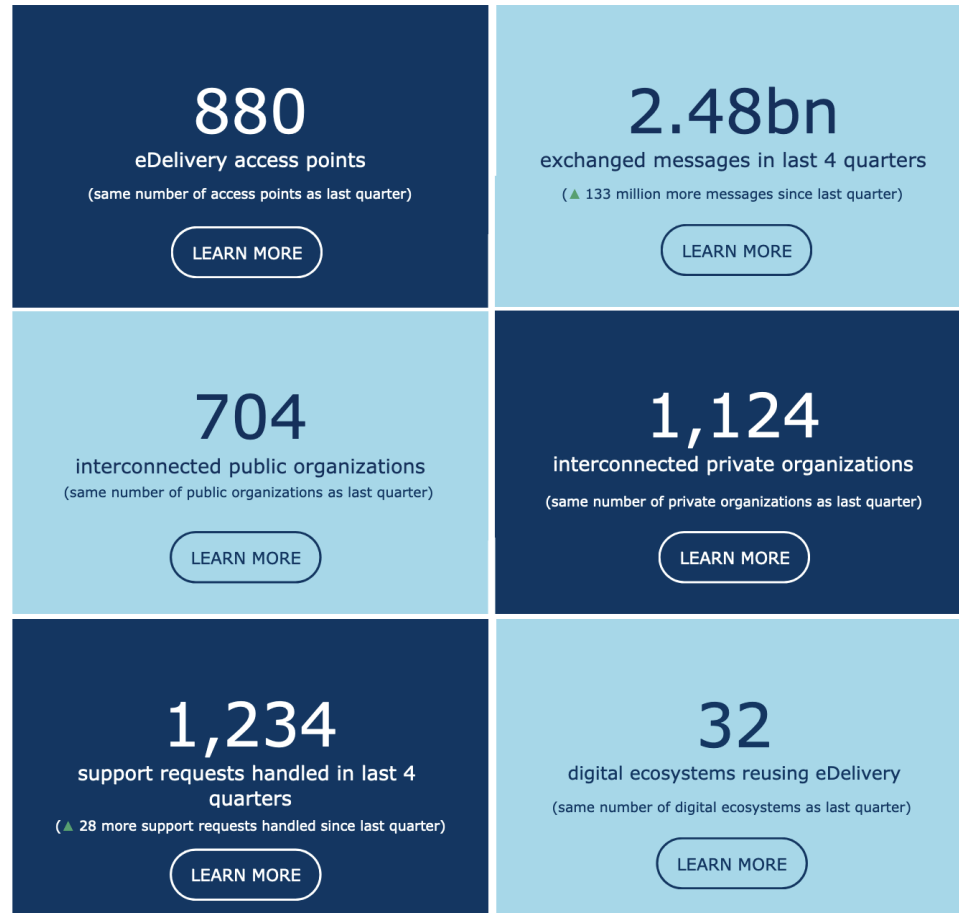 880
eDelivery access points
(same number of access points as last quarter)
LEARN MORE
2.48bn
exchanged messages in last 4 quarters
(▲ 133 million more messages since last quarter)
LEARN MORE
704
interconnected public organizations
(same number of public organizations as last quarter)
LEARN MORE
1,124
interconnected private organizations
(same number of private organizations as last quarter)
LEARN MORE
1,234
support requests handled in last 4
quarters
(▲ 28 more support requests handled since last quarter)
LEARN MORE
32
digital ecosystems reusing eDelivery
(same number of digital ecosystems as last quarter)
LEARN MORE